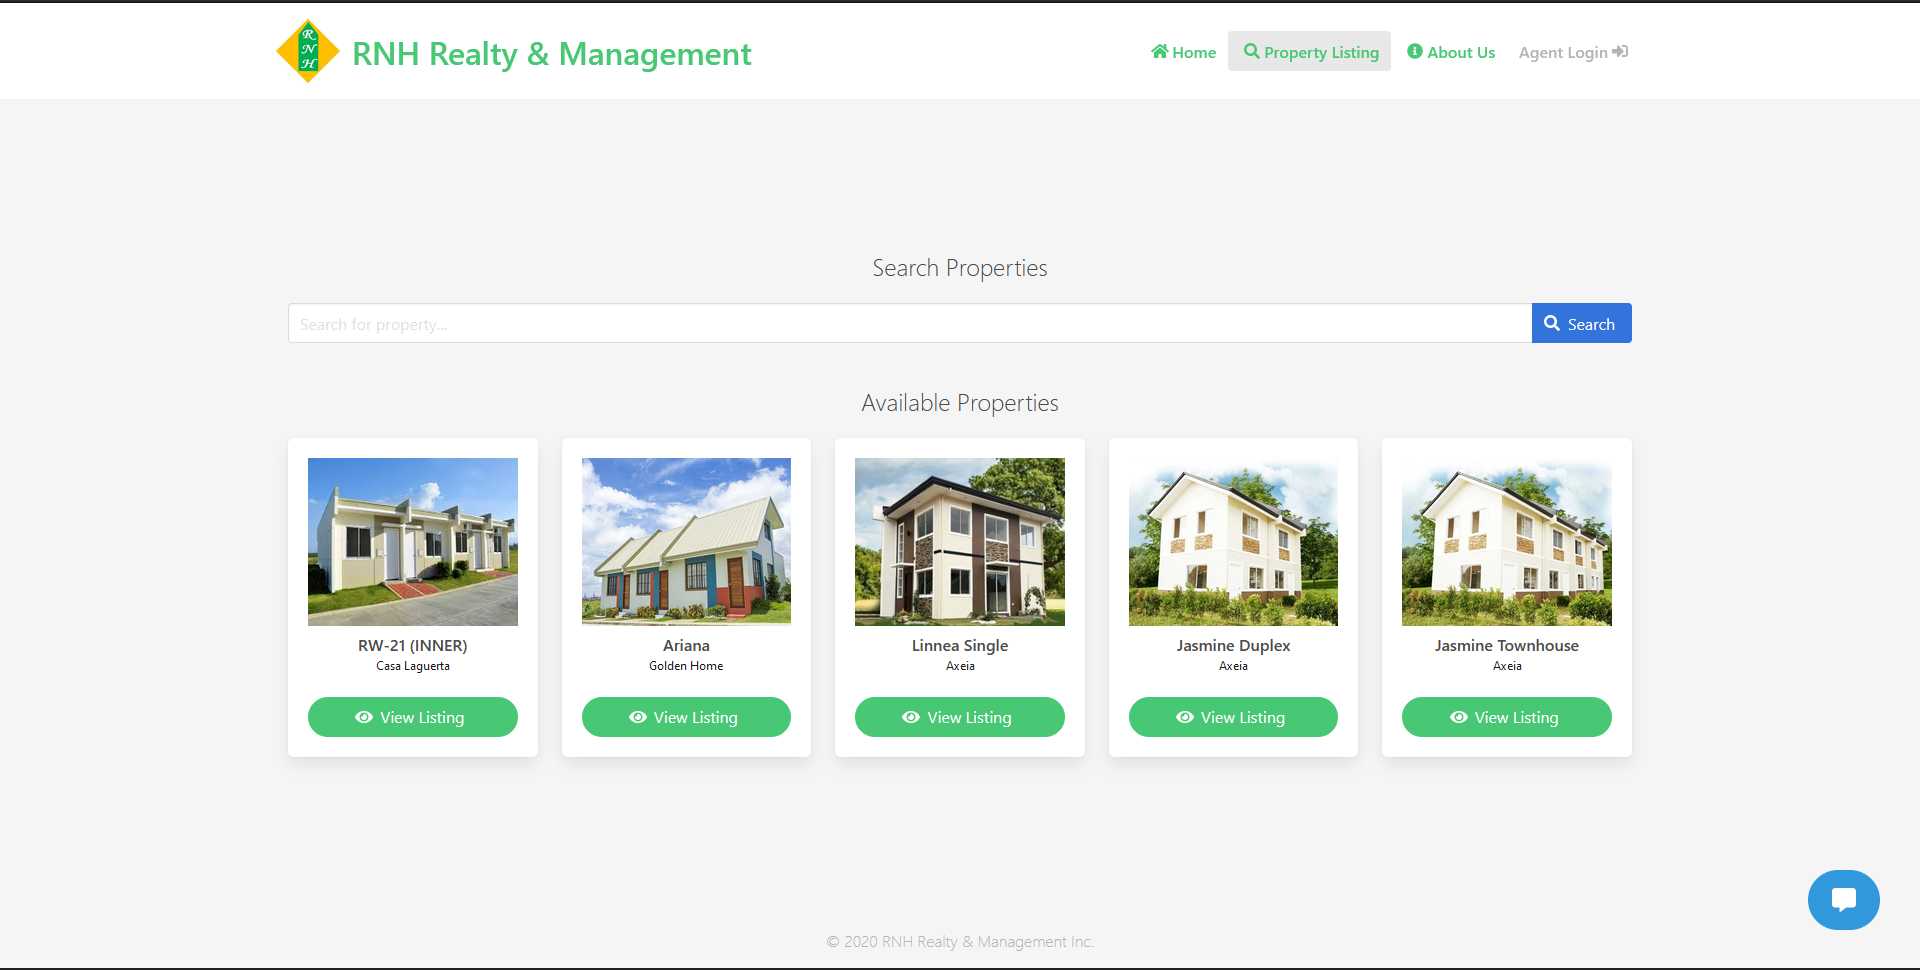 RNH
RNH Realty & Management
Home
Property Listing
About Us
Agent Login
Search Properties
Search for property...
Search
Available Properties
RW-21 (INNER)
Casa Laguerta
View Listing
Ariana
Golden Home
View Listing
Linnea Single
Axeia
View Listing
Jasmine Duplex
Axeia
View Listing
Jasmine Townhouse
Axeia
View Listing
© 2020 RNH Realty & Management Inc.